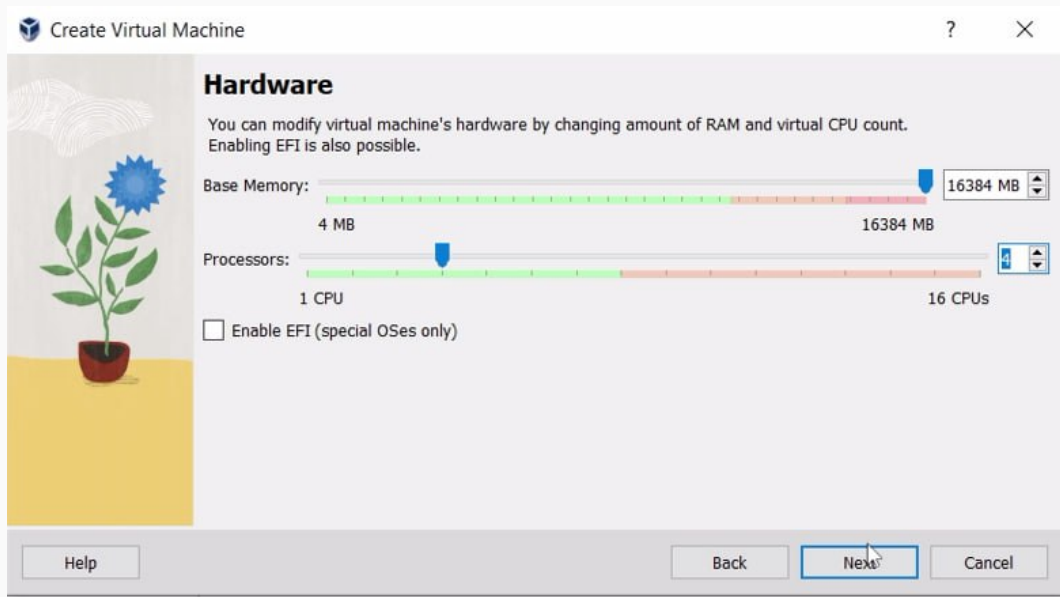 Create Virtual Machine
?
Hardware
You can modify virtual machine's hardware by changing amount of RAM and virtual CPU count.
Enabling EFI is also possible.
Base Memory:
16384 MB
4 MB
16384 MB
Processors:
4
1 CPU
16 CPUs
Enable EFI (special OSes only)
Help
Back
Next
Cancel